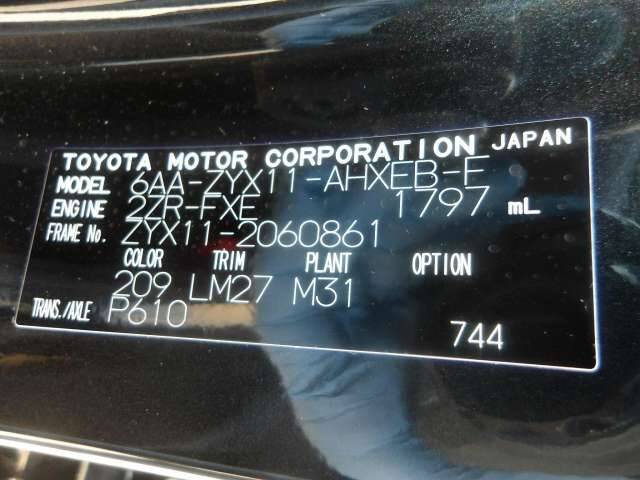 TOYOTA MOTOR CORPORATION JAPAN
MODEL 6AA-ZYX11-AHXEB-E
ENGINE 2ZR-FXE 1797 mL
FRAME No. ZYX11-2060861
COLOR TRIM PLANT OPTION
209 LM27 M31
TRANS./AXLE P610
744